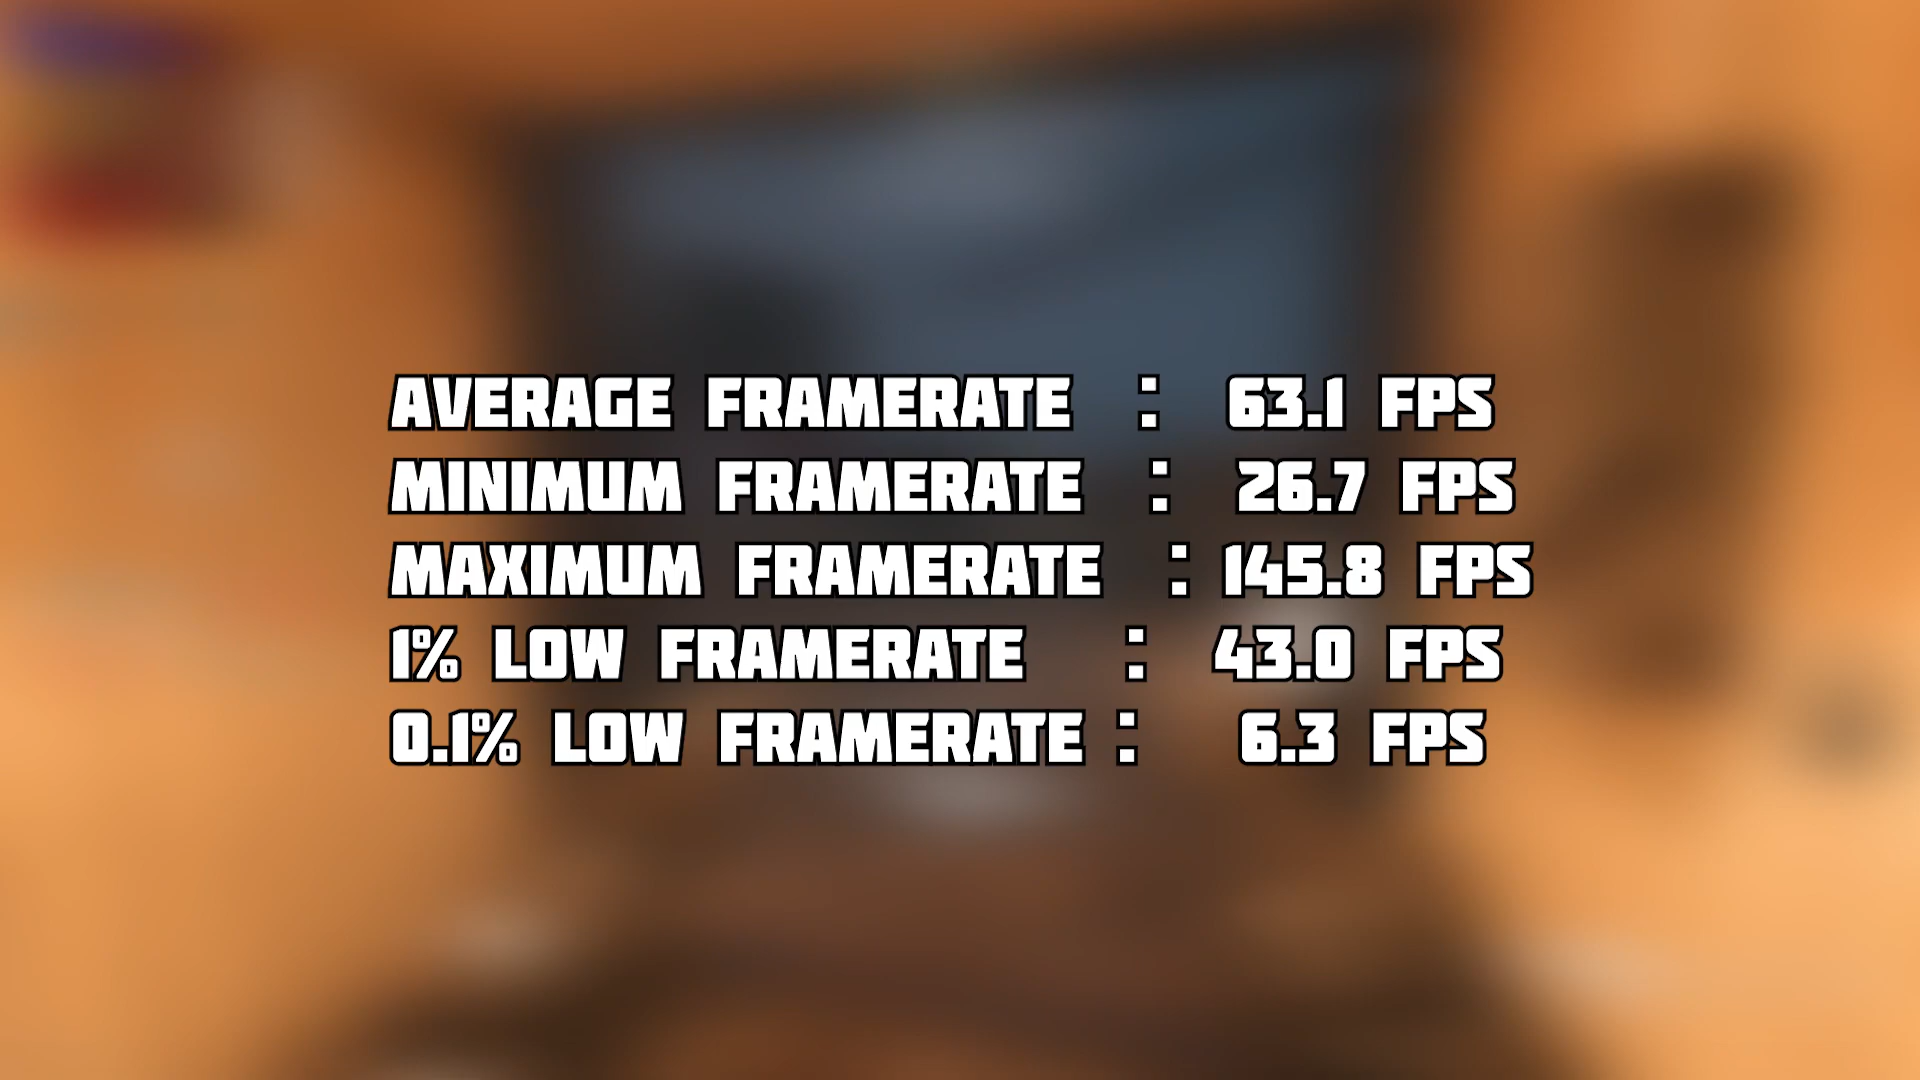 AVERAGE FRAMERATE : 63.1 FPS
MINIMUM FRAMERATE : 26.7 FPS
MAXIMUM FRAMERATE : 145.8 FPS
1% LOW FRAMERATE : 43.0 FPS
0.1% LOW FRAMERATE : 6.3 FPS